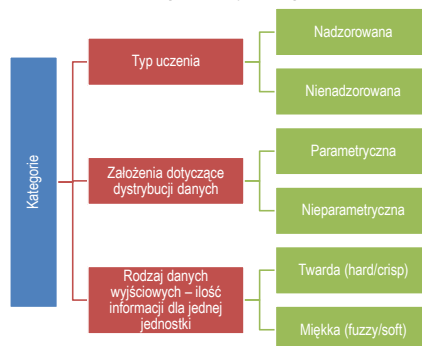 Kategorie
Typ uczenia
Nadzorowana
Nienadzorowana
Założenia dotyczące
dystrybucji danych
Parametryczna
Nieparametryczna
Rodzaj danych
wyjściowych – ilość
informacji dla jednej
jednostki
Twarda (hard/crisp)
Miękka (fuzzy/soft)